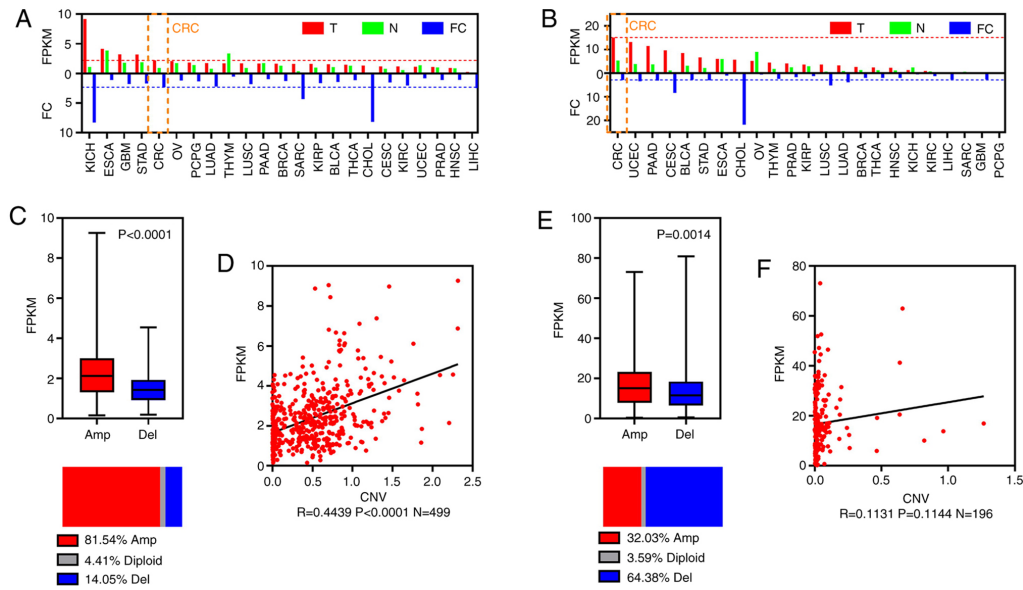 A
CRC
T N FC
FPKM
10
5
0
5
10
FC
KICH ESCA GBM STAD CRC OV PCPG LUAD THYM LUSC PAAD BRCA SARC KIRP BLCA THCA CHOL CESC KIRC UCEC PRAD HNSC LIHC
B
CRC
T N FC
FPKM
20
10
0
10
20
FC
CRC UCEC PAAD CESC BLCA STAD ESCA CHOL OV THYM PRAD KIRP LUSC LUAD BRCA THCA HNSC KICH KIRC LIHC SARC GBM PCPG
C
P<0.0001
FPKM
10
8
6
4
2
0
Amp Del
81.54% Amp
4.41% Diploid
14.05% Del
D
FPKM
10
8
6
4
2
0
0.0 0.5 1.0 1.5 2.0 2.5
CNV
R=0.4439 P<0.0001 N=499
E
P=0.0014
FPKM
100
80
60
40
20
0
Amp Del
32.03% Amp
3.59% Diploid
64.38% Del
F
FPKM
80
60
40
20
0
0.0 0.5 1.0 1.5
CNV
R=0.1131 P=0.1144 N=196